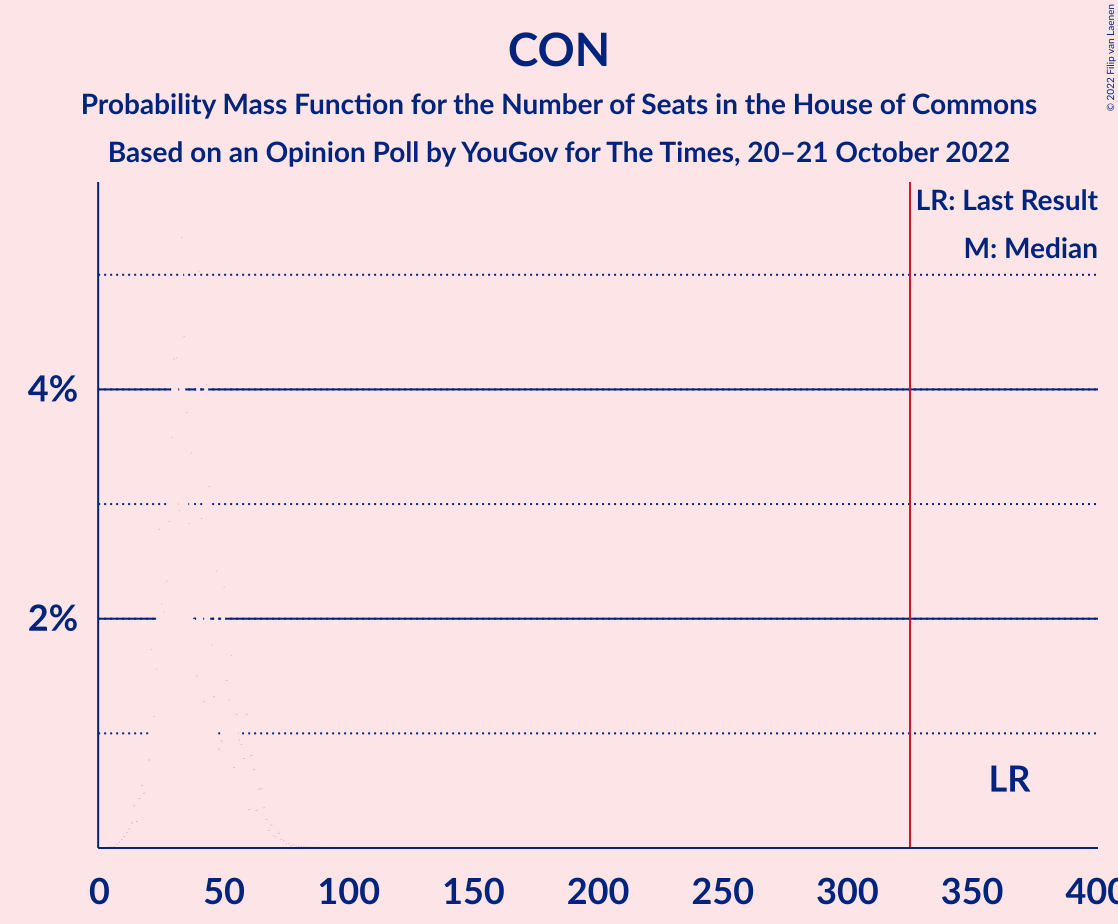 CON
Probability Mass Function for the Number of Seats in the House of Commons
Based on an Opinion Poll by YouGov for The Times, 20–21 October 2022
© 2022 Filip van Laenen
LR: Last Result
M: Median
4%
2%
LR
0 50 100 150 200 250 300 350 400